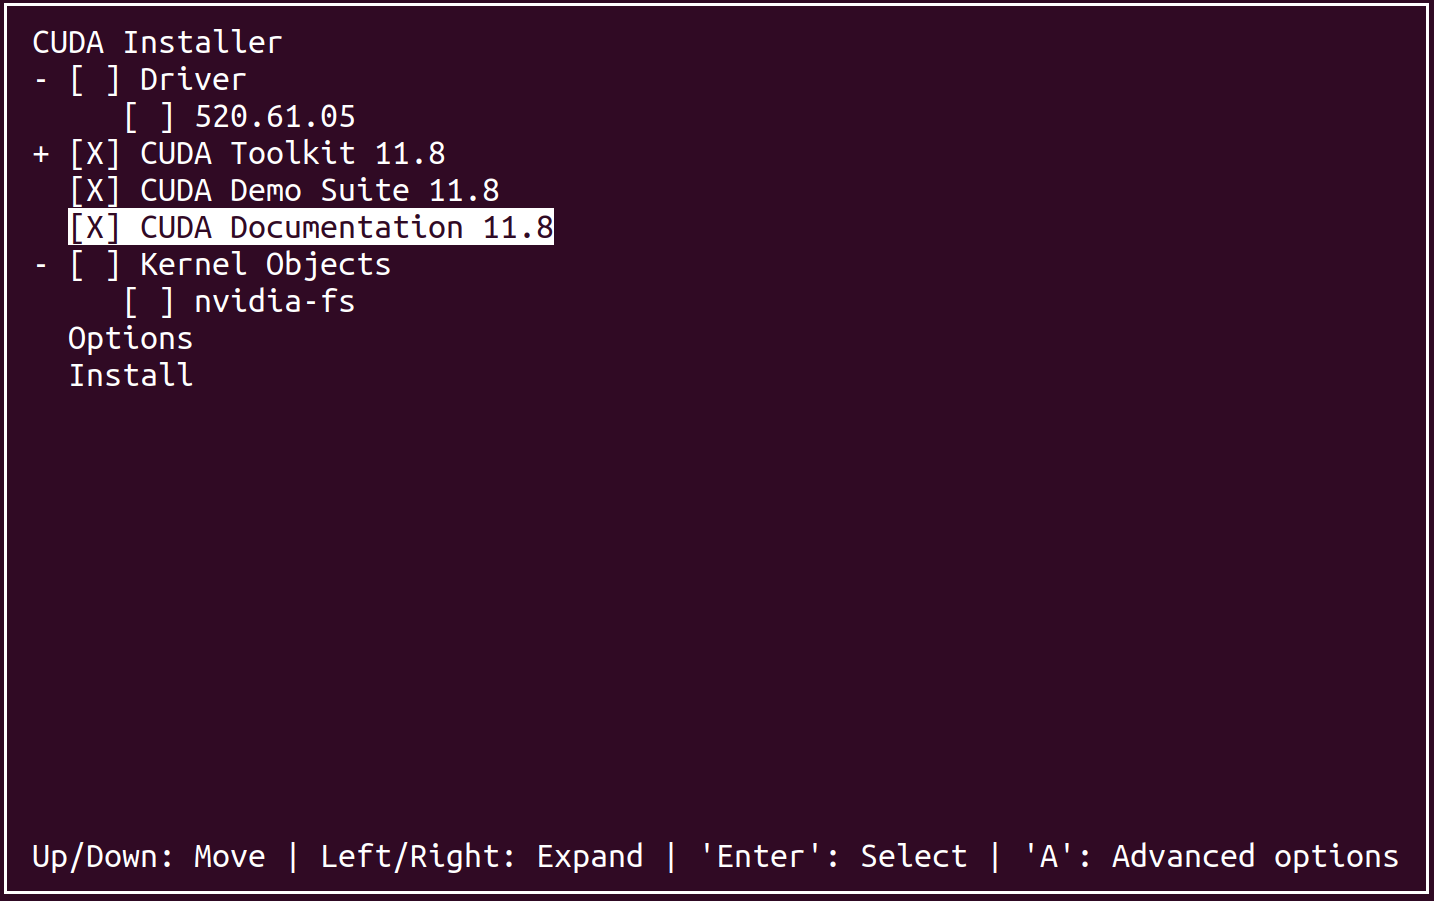 CUDA Installer
- [ ] Driver
[ ] 520.61.05
+ [X] CUDA Toolkit 11.8
[X] CUDA Demo Suite 11.8
[X] CUDA Documentation 11.8
- [ ] Kernel Objects
[ ] nvidia-fs
Options
Install
Up/Down: Move | Left/Right: Expand | 'Enter': Select | 'A': Advanced options